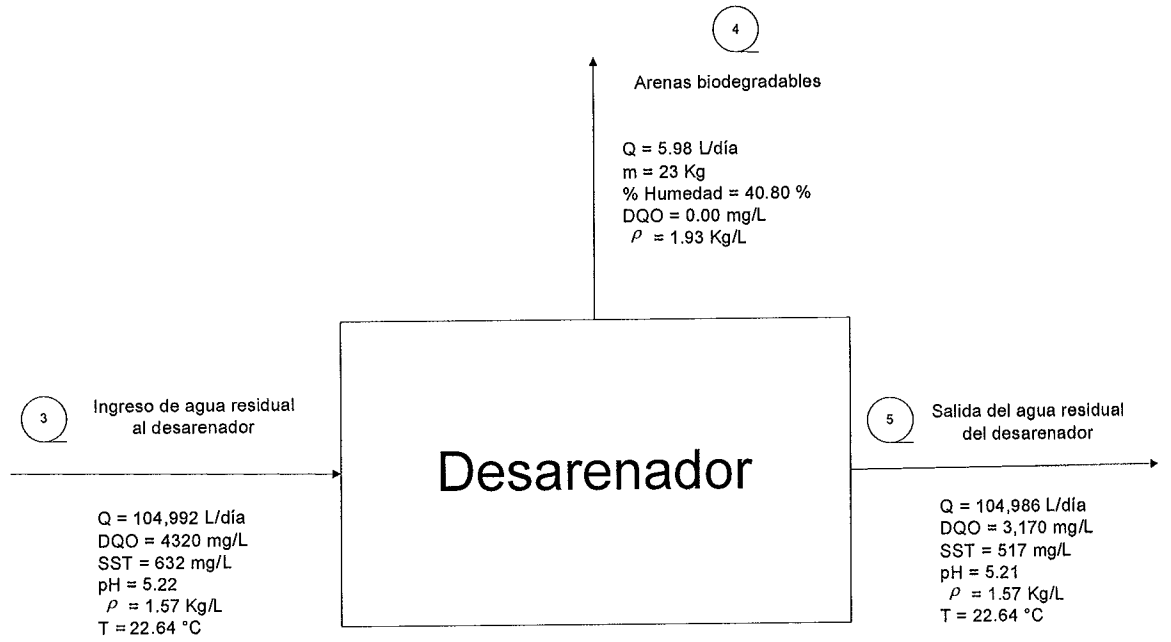 4
Arenas biodegradables
Q = 5.98 L/día
m = 23 Kg
% Humedad = 40.80 %
DQO = 0.00 mg/L
ρ = 1.93 Kg/L
3
Ingreso de agua residual
al desarenador
Desarenador
5
Salida del agua residual
del desarenador
Q = 104,992 L/día
DQO = 4320 mg/L
SST = 632 mg/L
pH = 5.22
ρ = 1.57 Kg/L
T = 22.64 °C
Q = 104,986 L/día
DQO = 3,170 mg/L
SST = 517 mg/L
pH = 5.21
ρ = 1.57 Kg/L
T = 22.64 °C